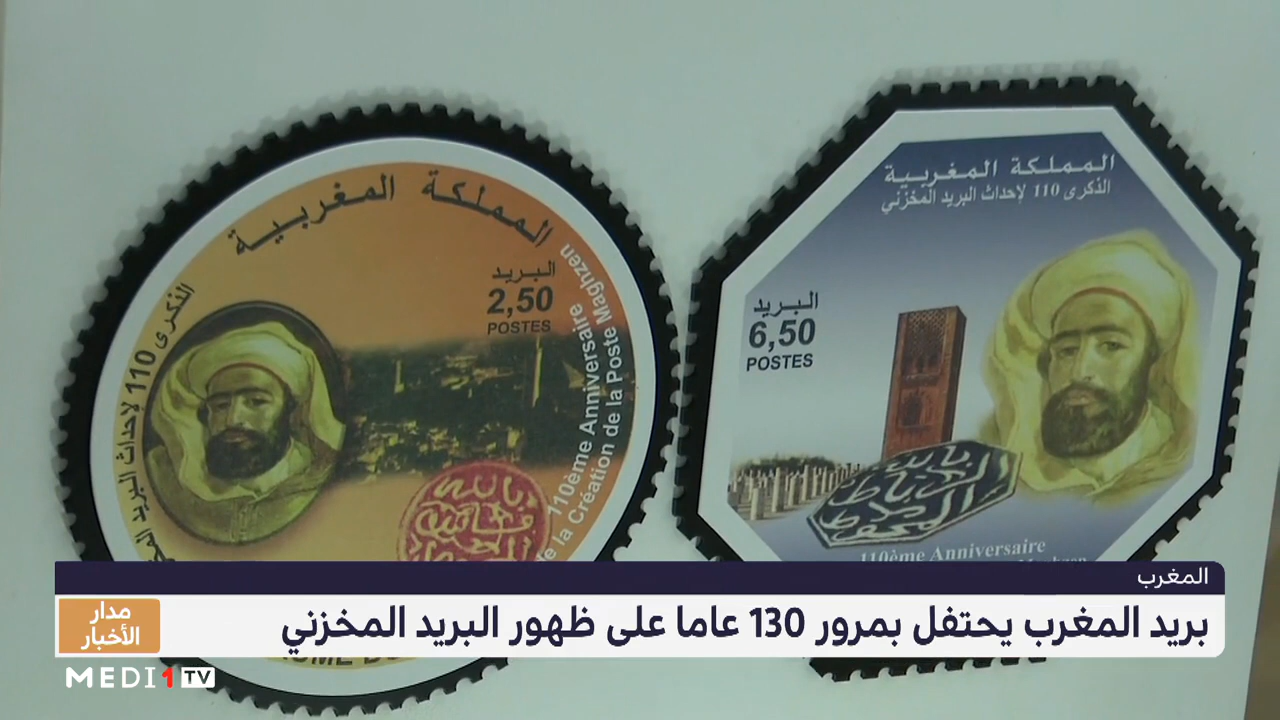 المملكة المغربية
الذكرى 110 لإحداث البريد
البريد
2,50
POSTES
110ème Anniversaire
de la Création de la Poste Maghzen
المملكة المغربية
الذكرى 110 لإحداث البريد المخزني
البريد
6,50
POSTES
110ème Anniversaire
المغرب
بريد المغرب يحتفل بمرور 130 عاما على ظهور البريد المخزني
مدار
الأخبار
MEDI1TV